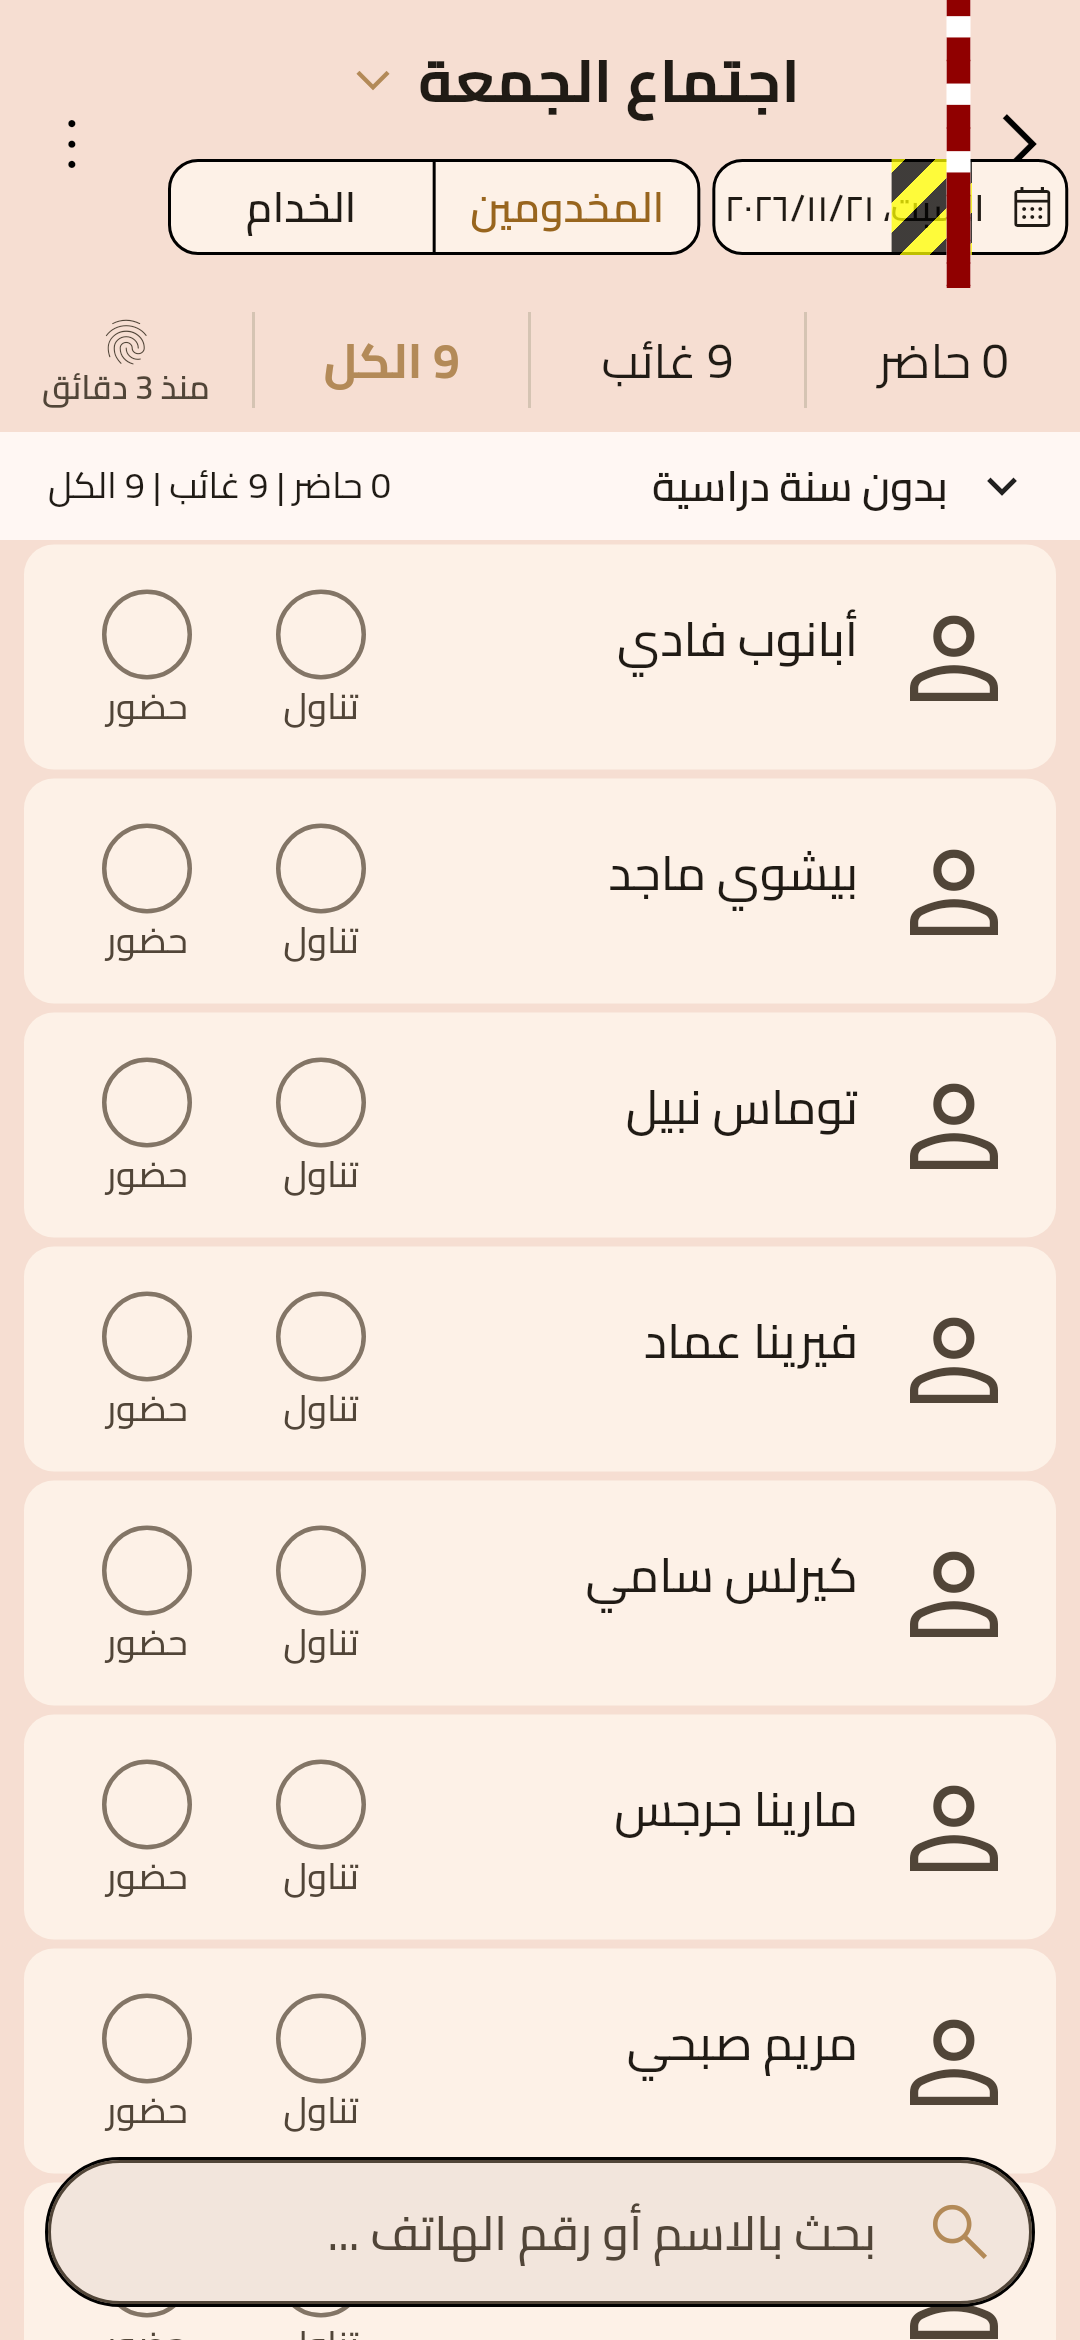 اجتماع الجمعة
٢٠٢٦/١١/٢١
المخدومين
الخدام
0 حاضر
9 غائب
9 الكل
منذ 3 دقائق
بدون سنة دراسية
0 حاضر | 9 غائب | 9 الكل
أبانوب فادي
تناول
حضور
بيشوي ماجد
تناول
حضور
توماس نبيل
تناول
حضور
فيرينا عماد
تناول
حضور
كيرلس سامي
تناول
حضور
مارينا جرجس
تناول
حضور
مريم صبحي
تناول
حضور
بحث بالاسم أو رقم الهاتف ...